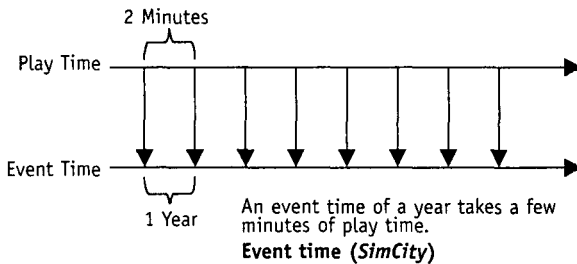 2 Minutes
Play Time
Event Time
1 Year
An event time of a year takes a few
minutes of play time.
Event time (SimCity)